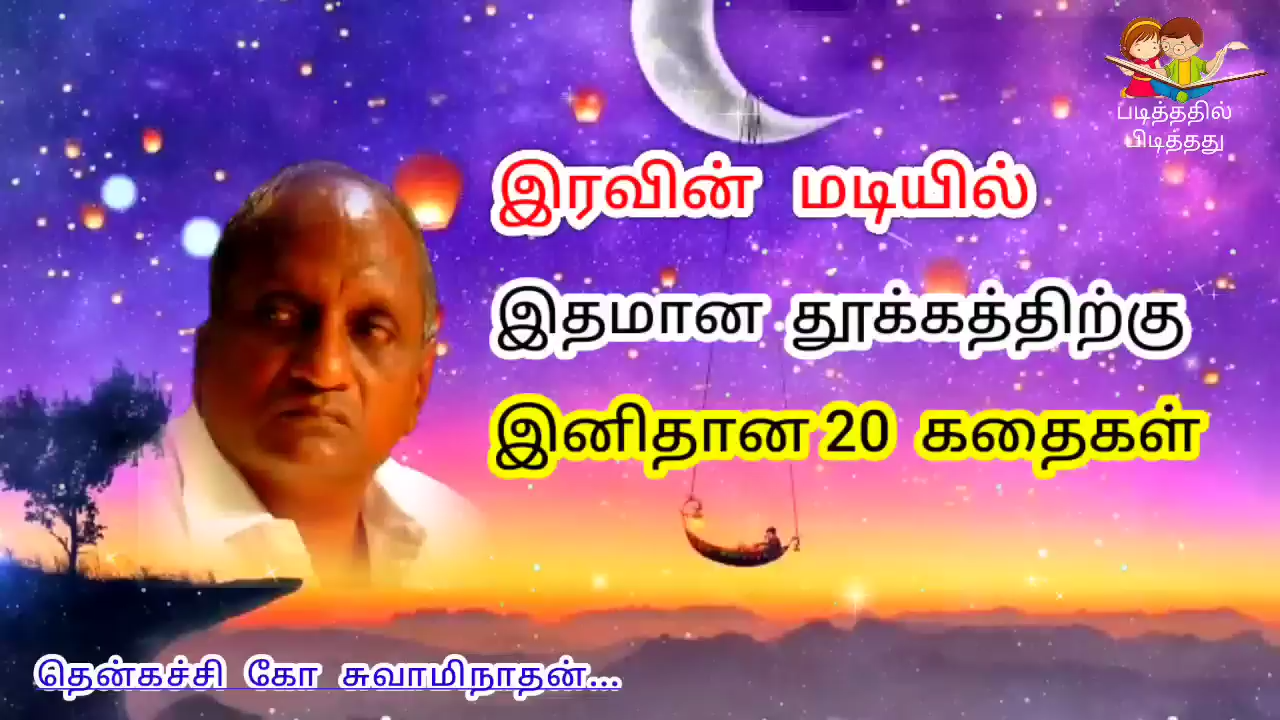 படித்ததில்
பிடித்தது
இரவின் மடியில்
இதமான தூக்கத்திற்கு
இனிதான 20 கதைகள்
தென்கச்சி கோ சுவாமிநாதன்...